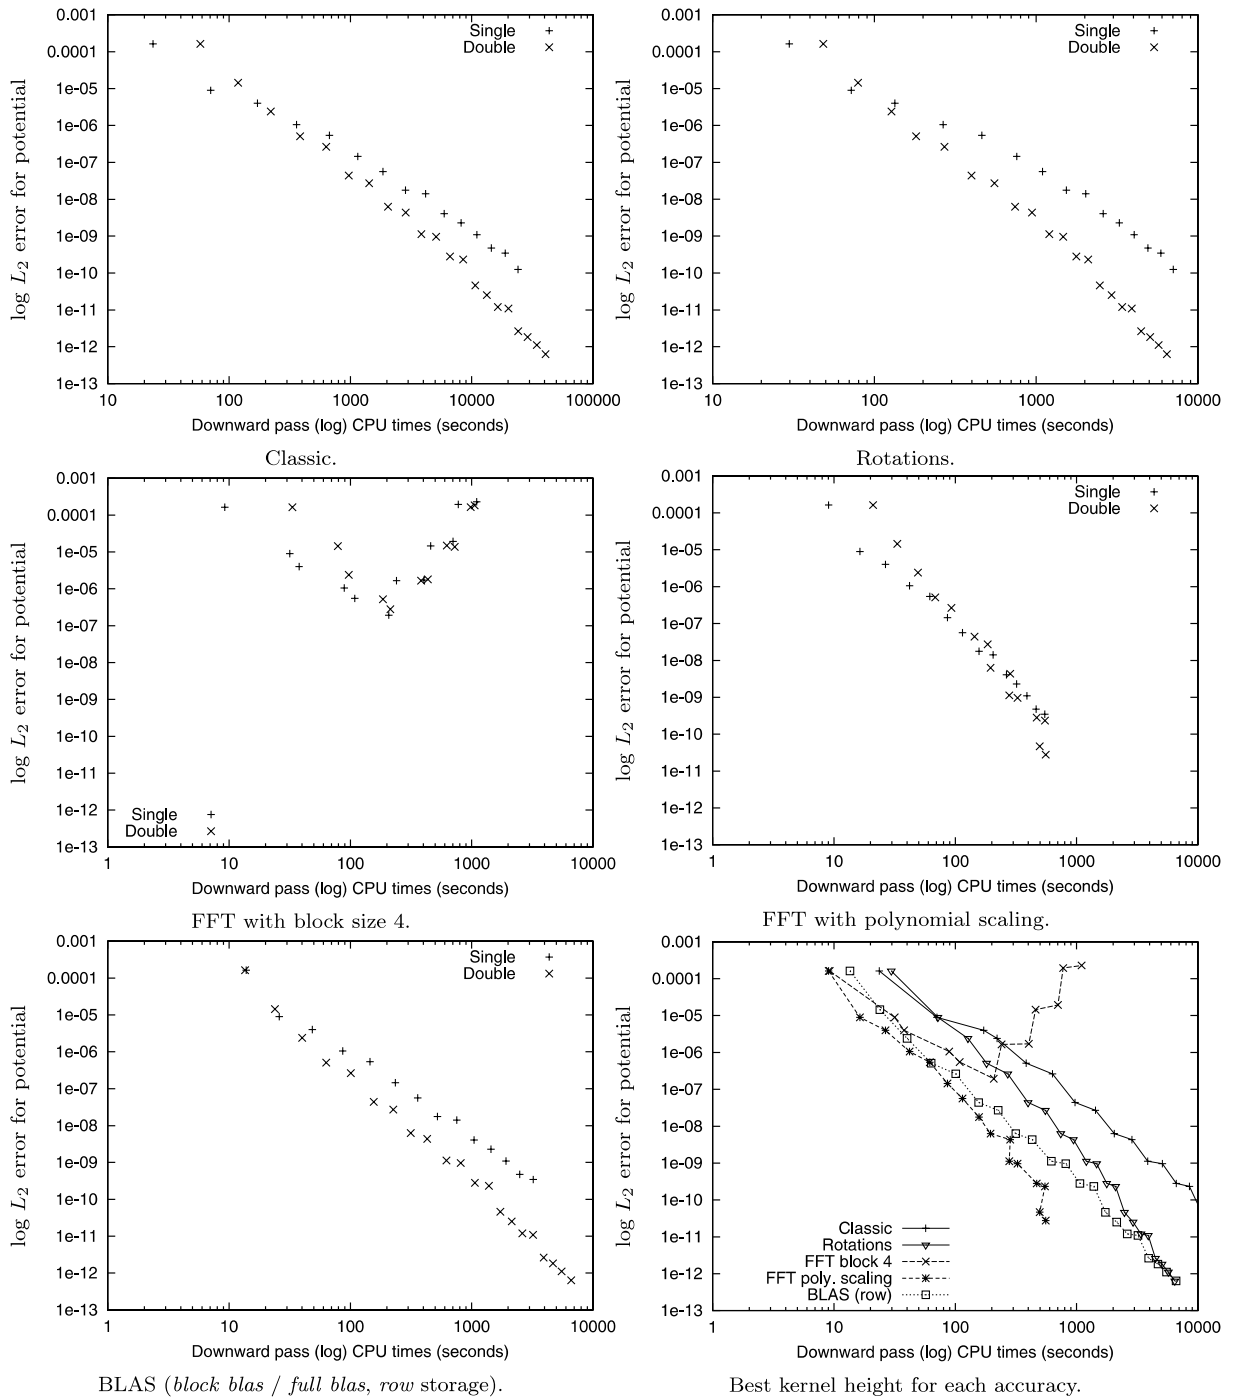 log L2 error for potential
0.001
0.0001
1e-05
1e-06
1e-07
1e-08
1e-09
1e-10
1e-11
1e-12
1e-13
Single
Double
10 100 1000 10000 100000
Downward pass (log) CPU times (seconds)
Classic.
log L2 error for potential
0.001
0.0001
1e-05
1e-06
1e-07
1e-08
1e-09
1e-10
1e-11
1e-12
1e-13
Single
Double
10 100 1000 10000
Downward pass (log) CPU times (seconds)
Rotations.
log L2 error for potential
0.001
0.0001
1e-05
1e-06
1e-07
1e-08
1e-09
1e-10
1e-11
1e-12
1e-13
Single
Double
1 10 100 1000 10000
Downward pass (log) CPU times (seconds)
FFT with block size 4.
log L2 error for potential
0.001
0.0001
1e-05
1e-06
1e-07
1e-08
1e-09
1e-10
1e-11
1e-12
1e-13
Single
Double
1 10 100 1000 10000
Downward pass (log) CPU times (seconds)
FFT with polynomial scaling.
log L2 error for potential
0.001
0.0001
1e-05
1e-06
1e-07
1e-08
1e-09
1e-10
1e-11
1e-12
1e-13
Single
Double
1 10 100 1000 10000
Downward pass (log) CPU times (seconds)
BLAS (block blas / full blas, row storage).
log L2 error for potential
0.001
0.0001
1e-05
1e-06
1e-07
1e-08
1e-09
1e-10
1e-11
1e-12
1e-13
Classic
Rotations
FFT block 4
FFT poly. scaling
BLAS (row)
1 10 100 1000 10000
Downward pass (log) CPU times (seconds)
Best kernel height for each accuracy.